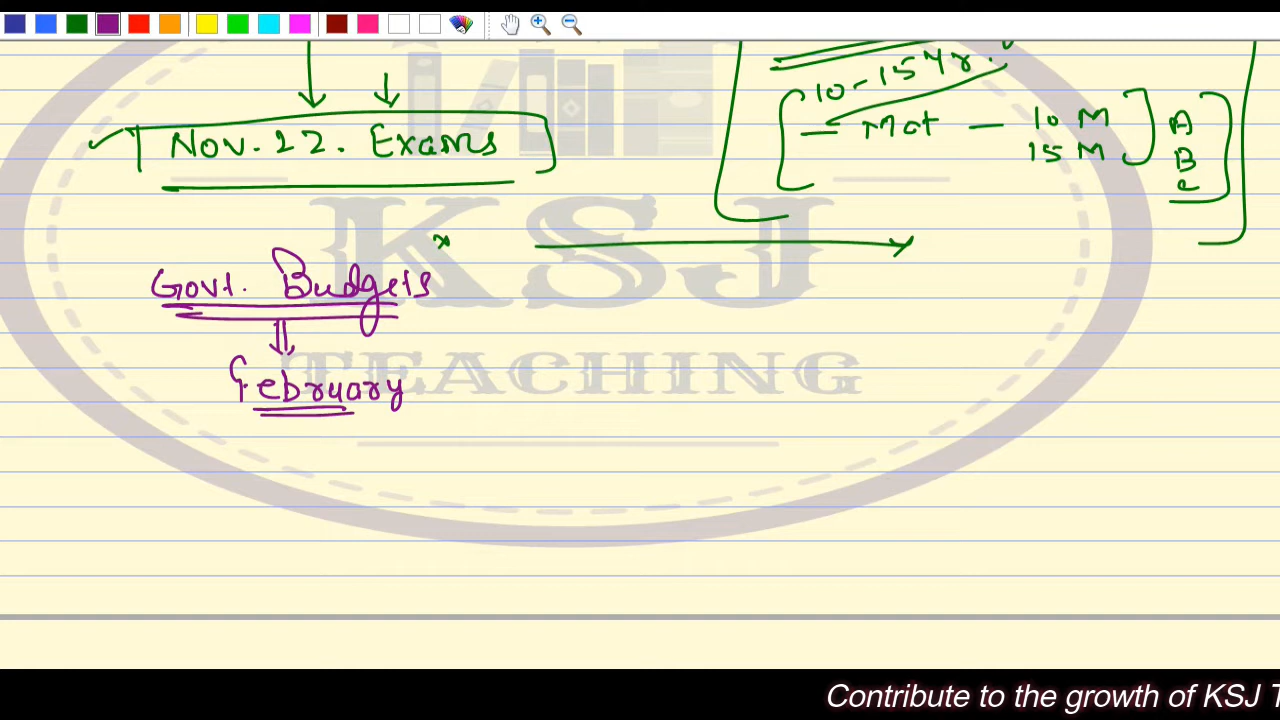 10-15 Yr.
Mat — 10 M
15 M
A
B
C
Nov. 22. Exams
KSJ
TEACHING
Govt. Budgets
February
Contribute to the growth of KSJ T